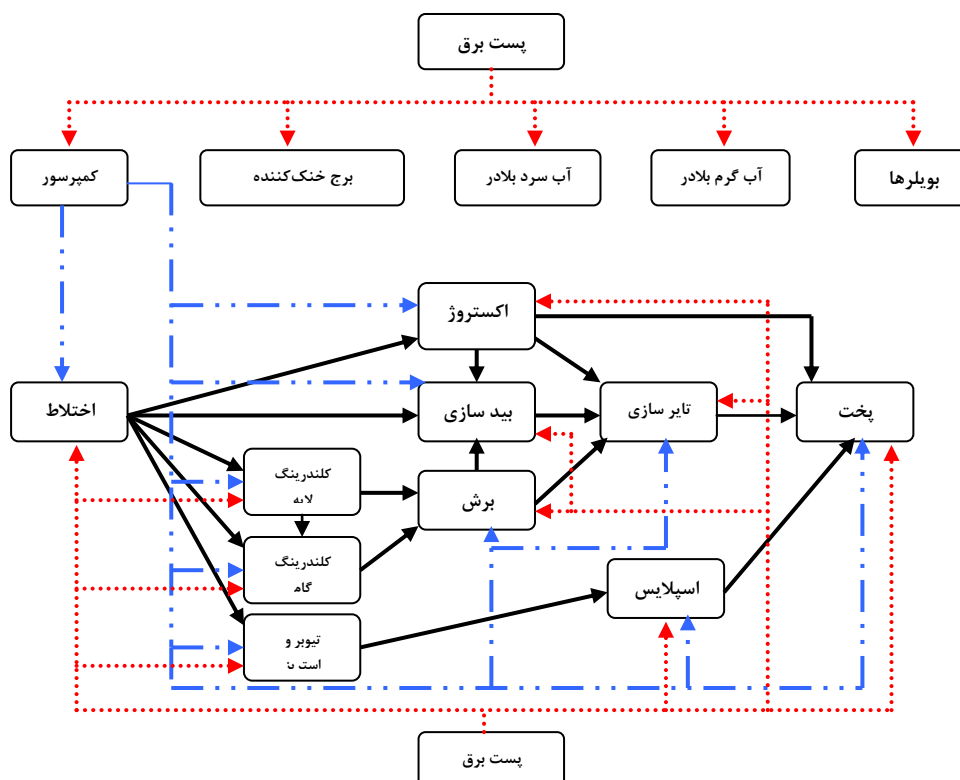 پست برق
بویلرها
آب گرم بلادر
آب سرد بلادر
برج خنک‌کننده
کمپرسور
اکستروژ
پخت
تایر سازی
بید سازی
اختلاط
کلندرینگ
لایه
برش
کلندرینگ
گام
اسپلایس
تیوبر و
پست برق